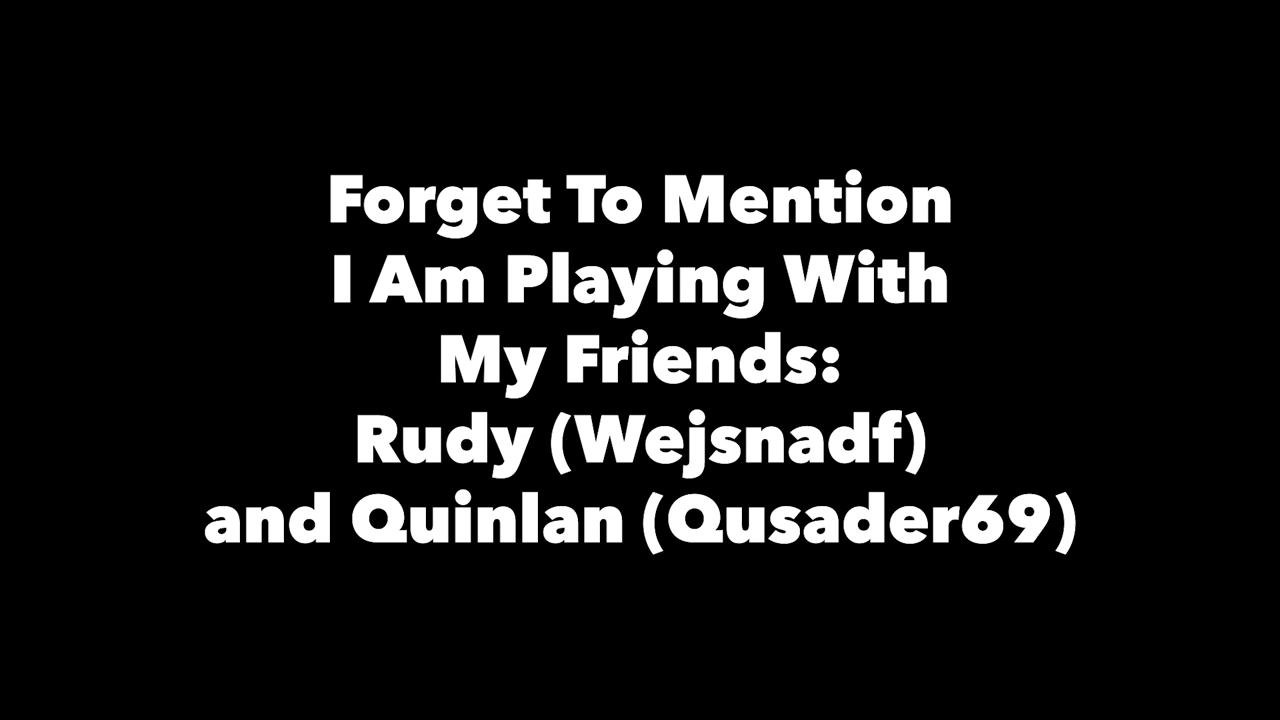 Forget To Mention
I Am Playing With
My Friends:
Rudy (Wejsnadf)
and Quinlan (Qusader69)